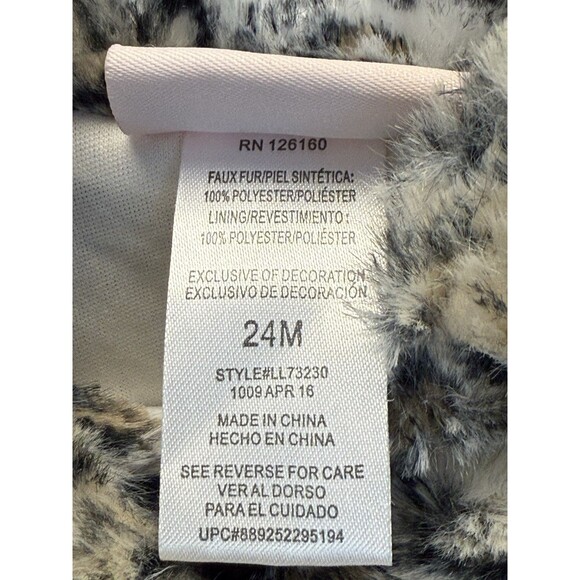 RN 126160
FAUX FUR/PIEL SINTÉTICA:
100% POLYESTER/POLIÉSTER
LINING/REVESTIMIENTO:
100% POLYESTER/POLIÉSTER
EXCLUSIVE OF DECORATION
EXCLUSIVO DE DECORACIÓN
24M
STYLE#LL73230
1009 APR 16
MADE IN CHINA
HECHO EN CHINA
SEE REVERSE FOR CARE
VER AL DORSO
PARA EL CUIDADO
UPC#889252295194